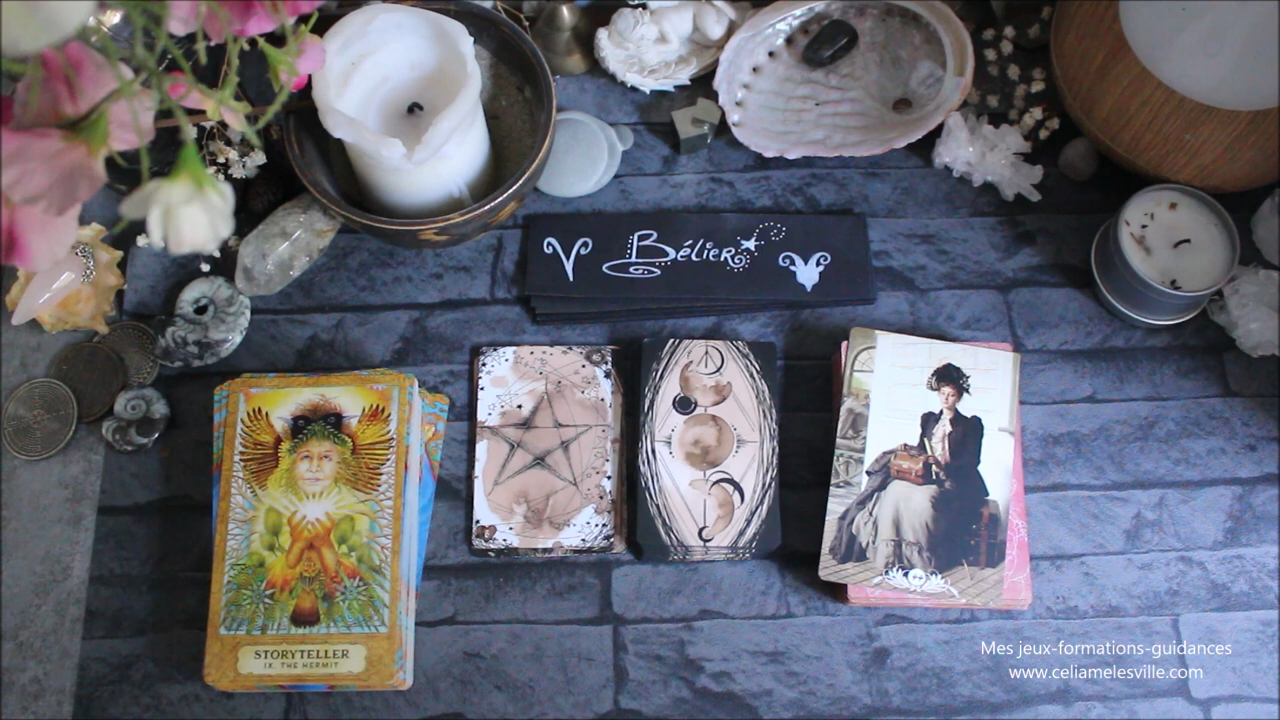 Bélier
STORYTELLER
IX. THE HERMIT
Mes jeux-formations-guidances
www.celiamelesville.com